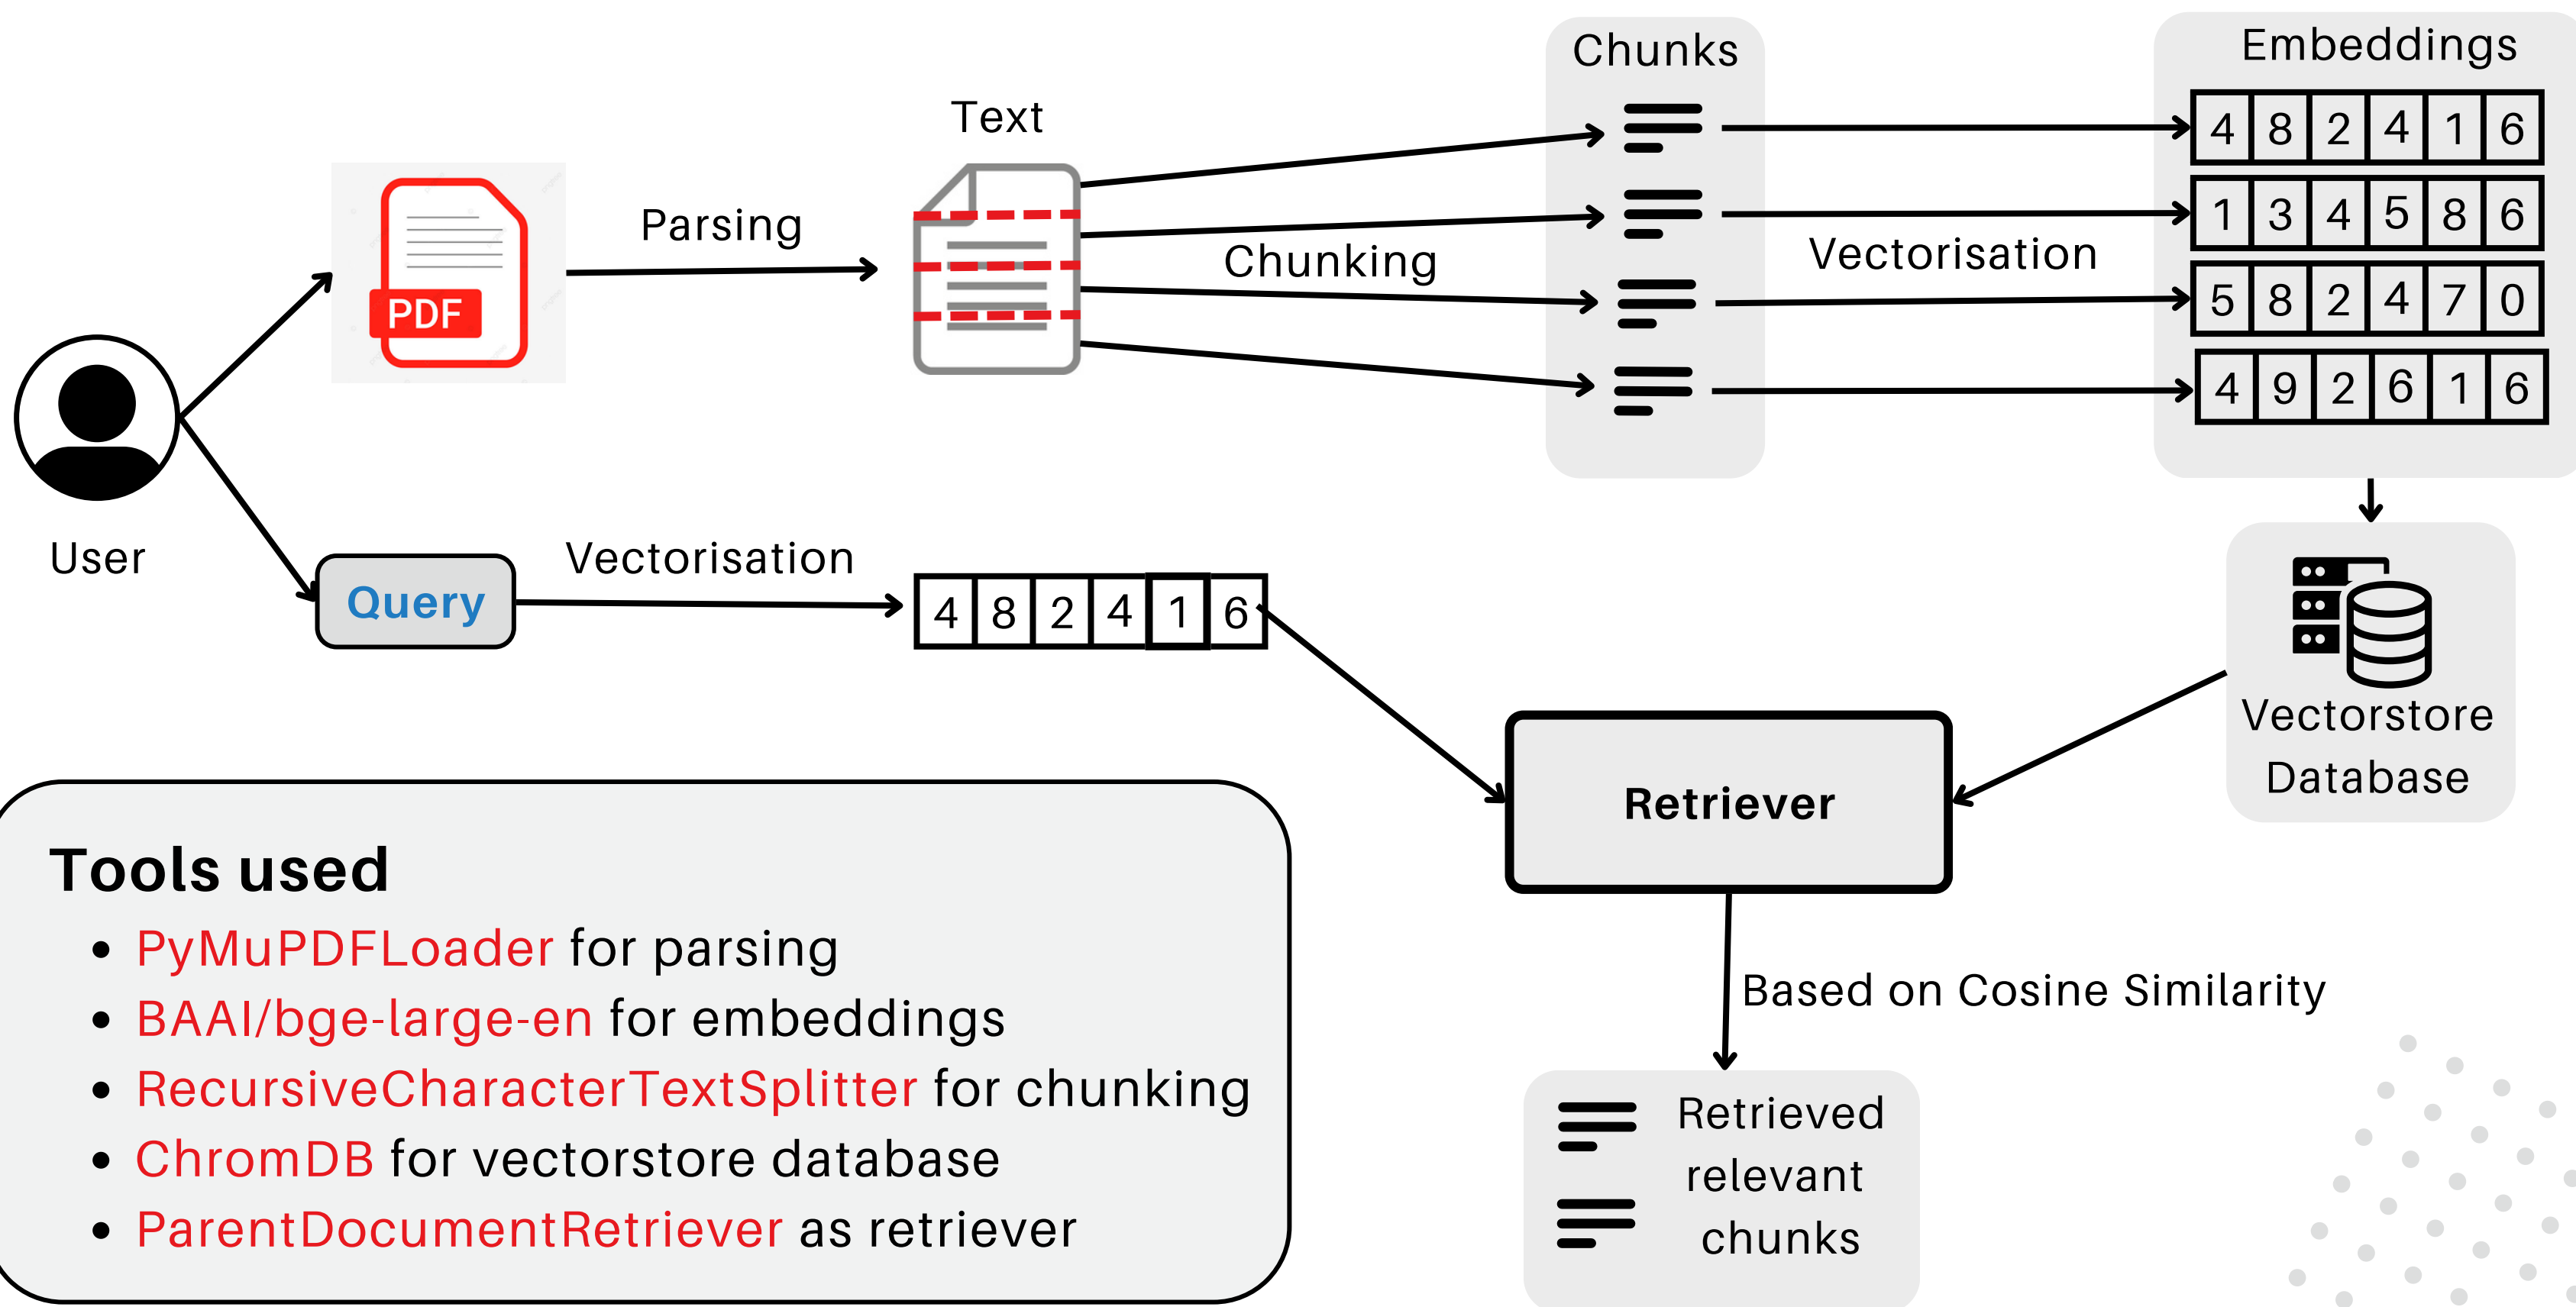 Chunks
Embeddings
Text
4 8 2 4 1 6
1 3 4 5 8 6
Parsing
Chunking
Vectorisation
PDF
5 8 2 4 7 0
4 9 2 6 1 6
User
Vectorisation
Query
4 8 2 4 1 6
Vectorstore
Database
Retriever
Tools used
• PyMuPDFLoader for parsing
• BAAI/bge-large-en for embeddings
• RecursiveCharacterTextSplitter for chunking
• ChromDB for vectorstore database
• ParentDocumentRetriever as retriever
Based on Cosine Similarity
Retrieved
relevant
chunks